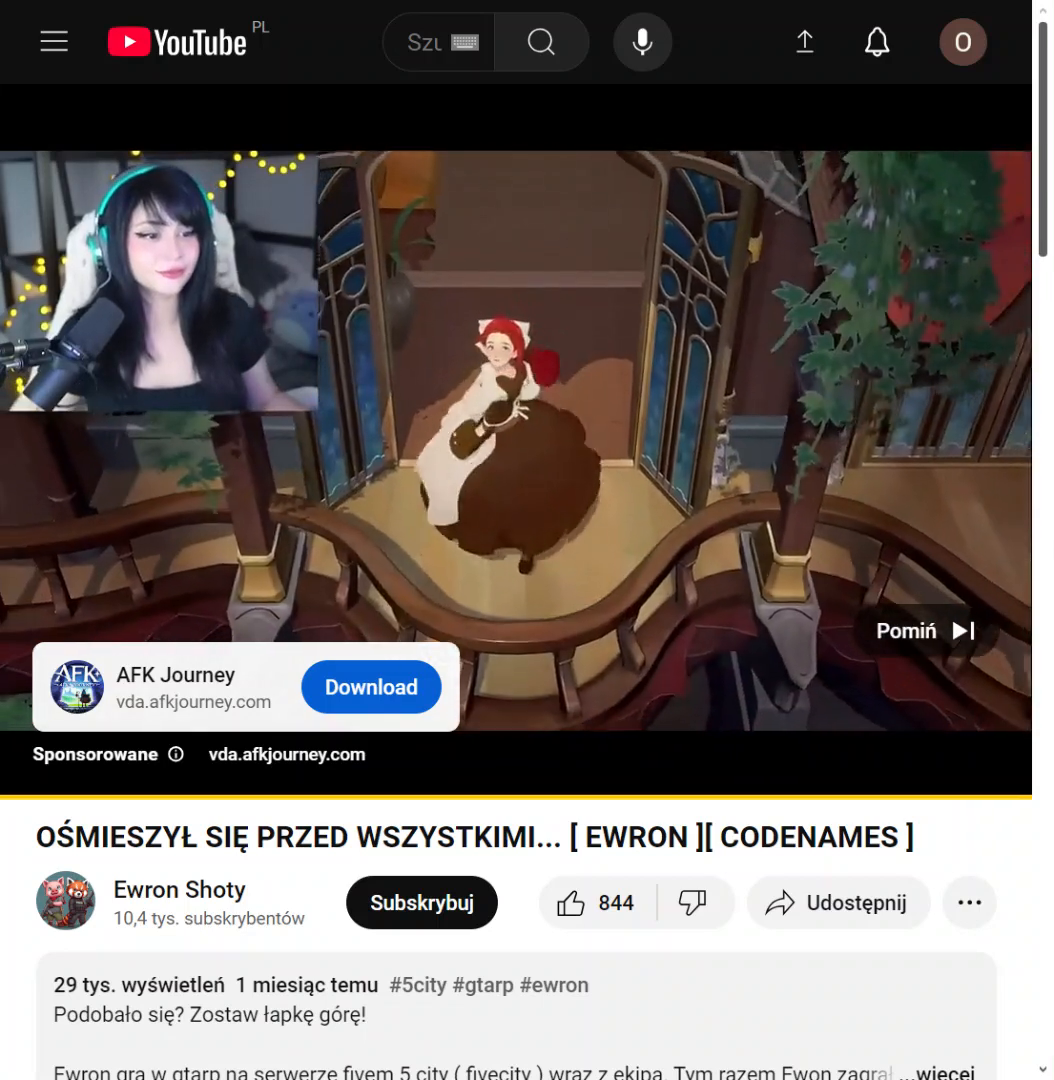 YouTube PL
Szu
O
Pomiń
AFK
AFK Journey
vda.afkjourney.com
Download
Sponsorowane vda.afkjourney.com
OŚMIESZYŁ SIĘ PRZED WSZYSTKIMI... [ EWRON ][ CODENAMES ]
Ewron Shoty
10,4 tys. subskrybentów
Subskrybuj
844
Udostępnij
29 tys. wyświetleń 1 miesiąc temu #5city #gtarp #ewron
Podobało się? Zostaw łapkę górę!
Ewron gra w gtarp na serwerze fivem 5 city ( fivecity ) wraz z ekipą. Tym razem Ewon zagrał ...więcej